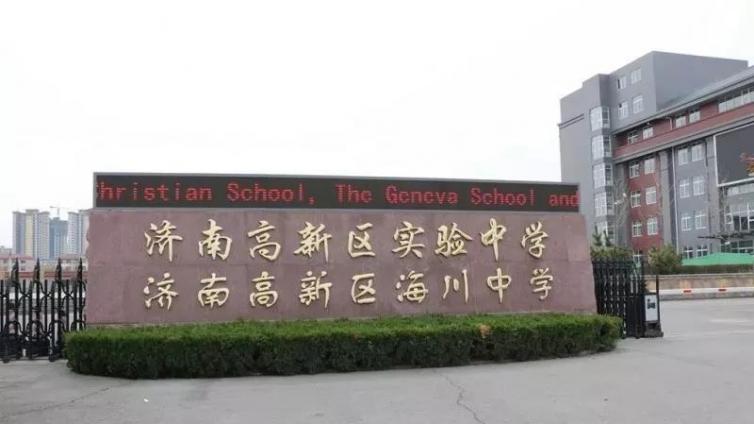 hristian School, The Geneva School and
济南高新区实验中学
济南高新区海川中学